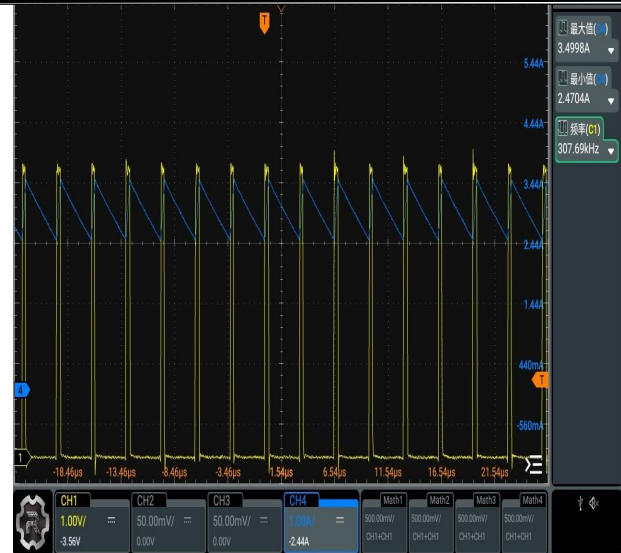 T
最大值(C4)
3.4998A
最小值(C4)
2.4704A
频率(C1)
307.69kHz
5.44A
4.44A
3.44A
2.44A
1.44A
440mA
-560mA
4
T
1
-18.46μs -13.46μs -8.46μs -3.46μs 1.54μs 6.54μs 11.54μs 16.54μs 21.54μs
CH1 CH2 CH3 CH4 Math1 Math2 Math3 Math4
1.00V/ 50.00mV/ 50.00mV/ 1.00A/ 500.00mV/ 500.00mV/ 500.00mV/ 500.00mV/
-3.56V 0.00V 0.00V -2.44A CH1+CH1 CH1+CH1 CH1+CH1 CH1+CH1